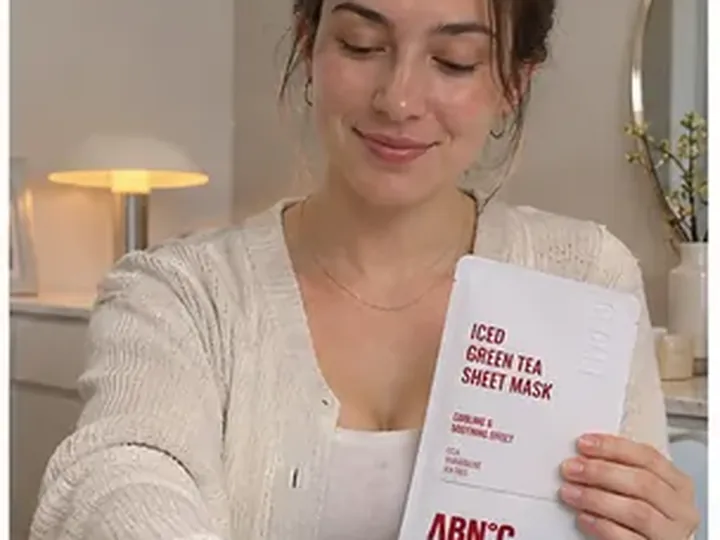 ICED
GREEN TEA
SHEET MASK
COOLING &
SOOTHING EFFECT
ABN°C